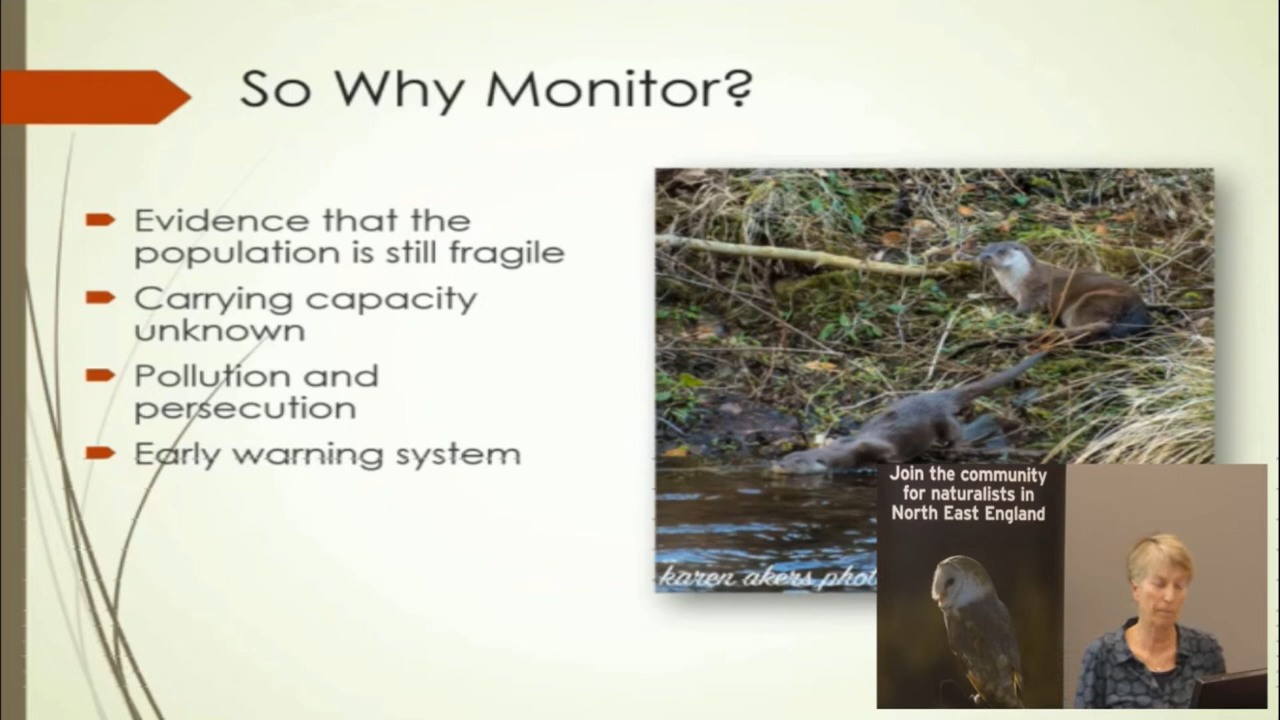 So Why Monitor?
Evidence that the
population is still fragile
Carrying capacity
unknown
Pollution and
persecution
Early warning system
karen akers
Join the community
for naturalists in
North East England